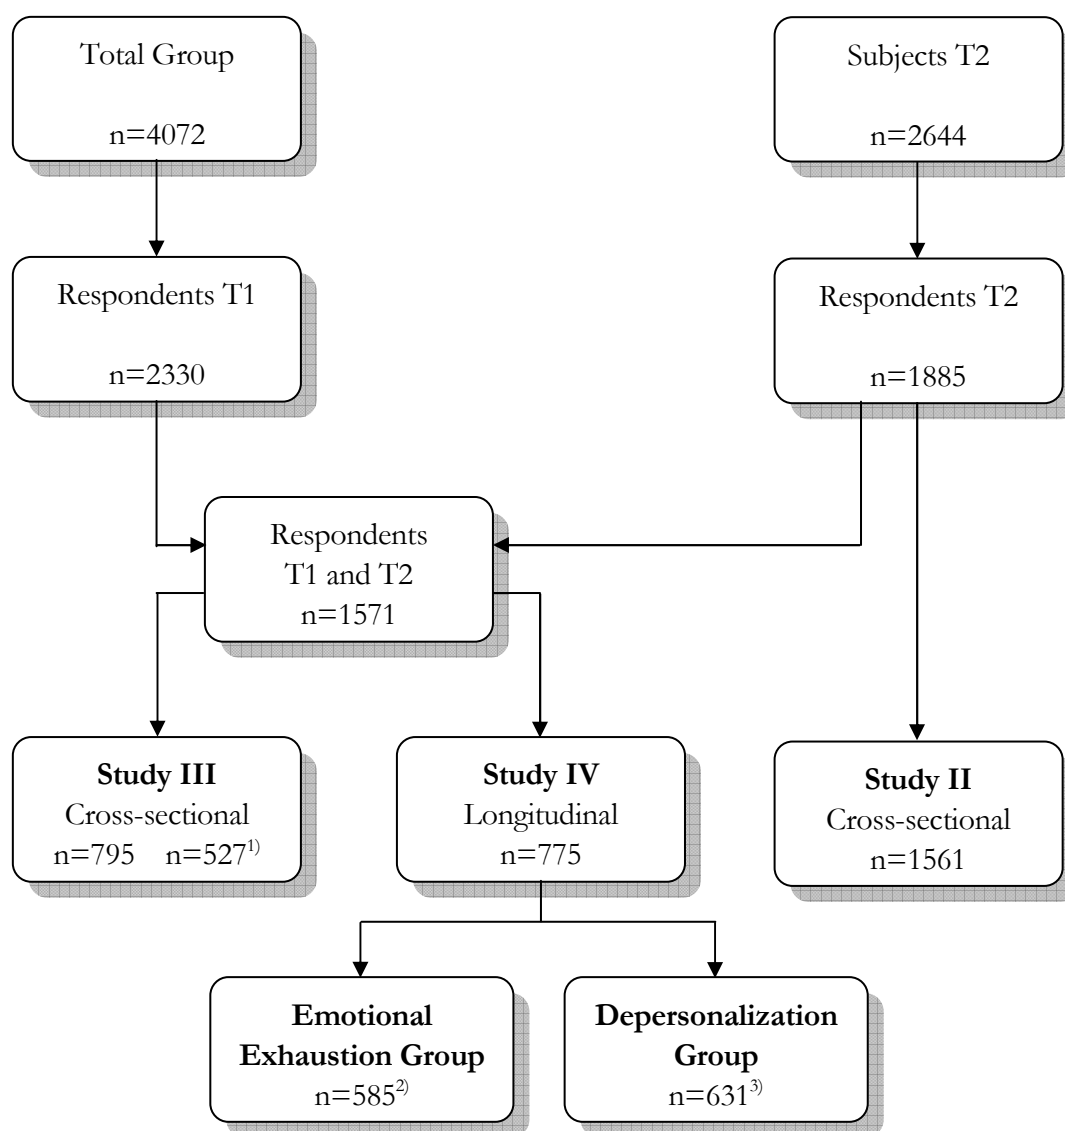 Total Group
n=4072
Subjects T2
n=2644
Respondents T1
n=2330
Respondents T2
n=1885
Respondents
T1 and T2
n=1571
Study III
Cross-sectional
n=795 n=527¹⁾
Study IV
Longitudinal
n=775
Study II
Cross-sectional
n=1561
Emotional
Exhaustion Group
n=585²⁾
Depersonalization
Group
n=631³⁾